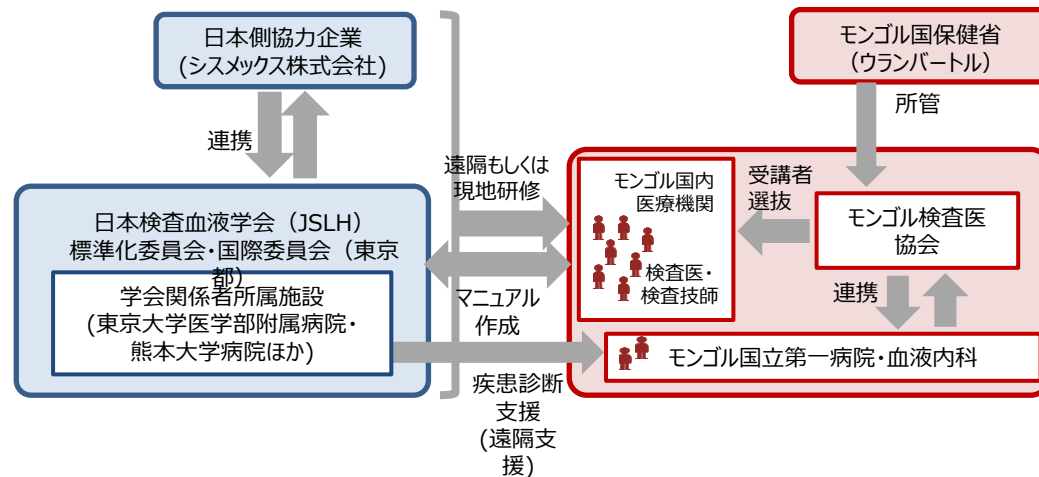 日本側協力企業
(シスメックス株式会社)
連携
日本検査血液学会（JSLH）
標準化委員会・国際委員会（東京
都）
学会関係者所属施設
(東京大学医学部附属病院・
熊本大学病院ほか)
遠隔もしくは
現地研修
マニュアル
作成
疾患診断
支援
(遠隔支
援)
モンゴル国保健省
(ウランバートル）
所管
モンゴル国内
医療機関
検査医・
検査技師
受講者
選抜
モンゴル検査医
協会
連携
モンゴル国立第一病院・血液内科